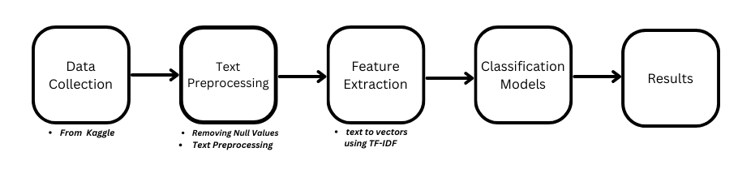 Data
Collection
Text
Preprocessing
Feature
Extraction
Classification
Models
Results
• From Kaggle
• Removing Null Values
• Text Preprocessing
• text to vectors
using TF-IDF